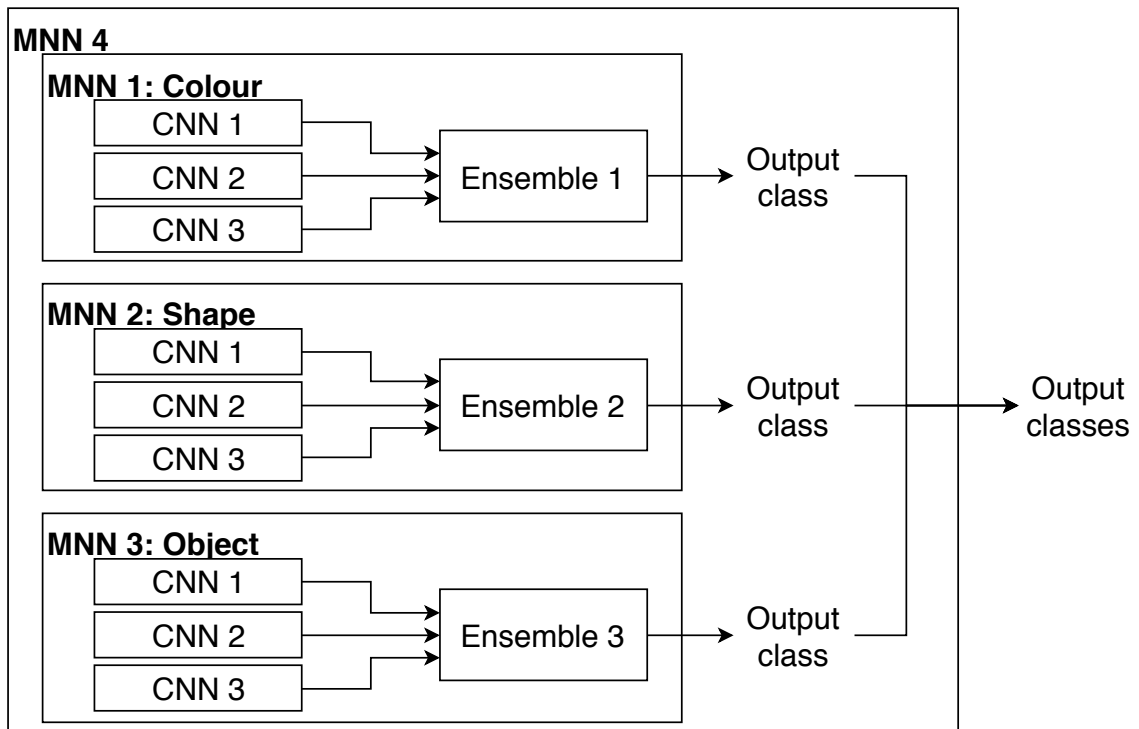 MNN 4
MNN 1: Colour
CNN 1
CNN 2
CNN 3
Ensemble 1
Output
class
MNN 2: Shape
CNN 1
CNN 2
CNN 3
Ensemble 2
Output
class
MNN 3: Object
CNN 1
CNN 2
CNN 3
Ensemble 3
Output
class
Output
classes